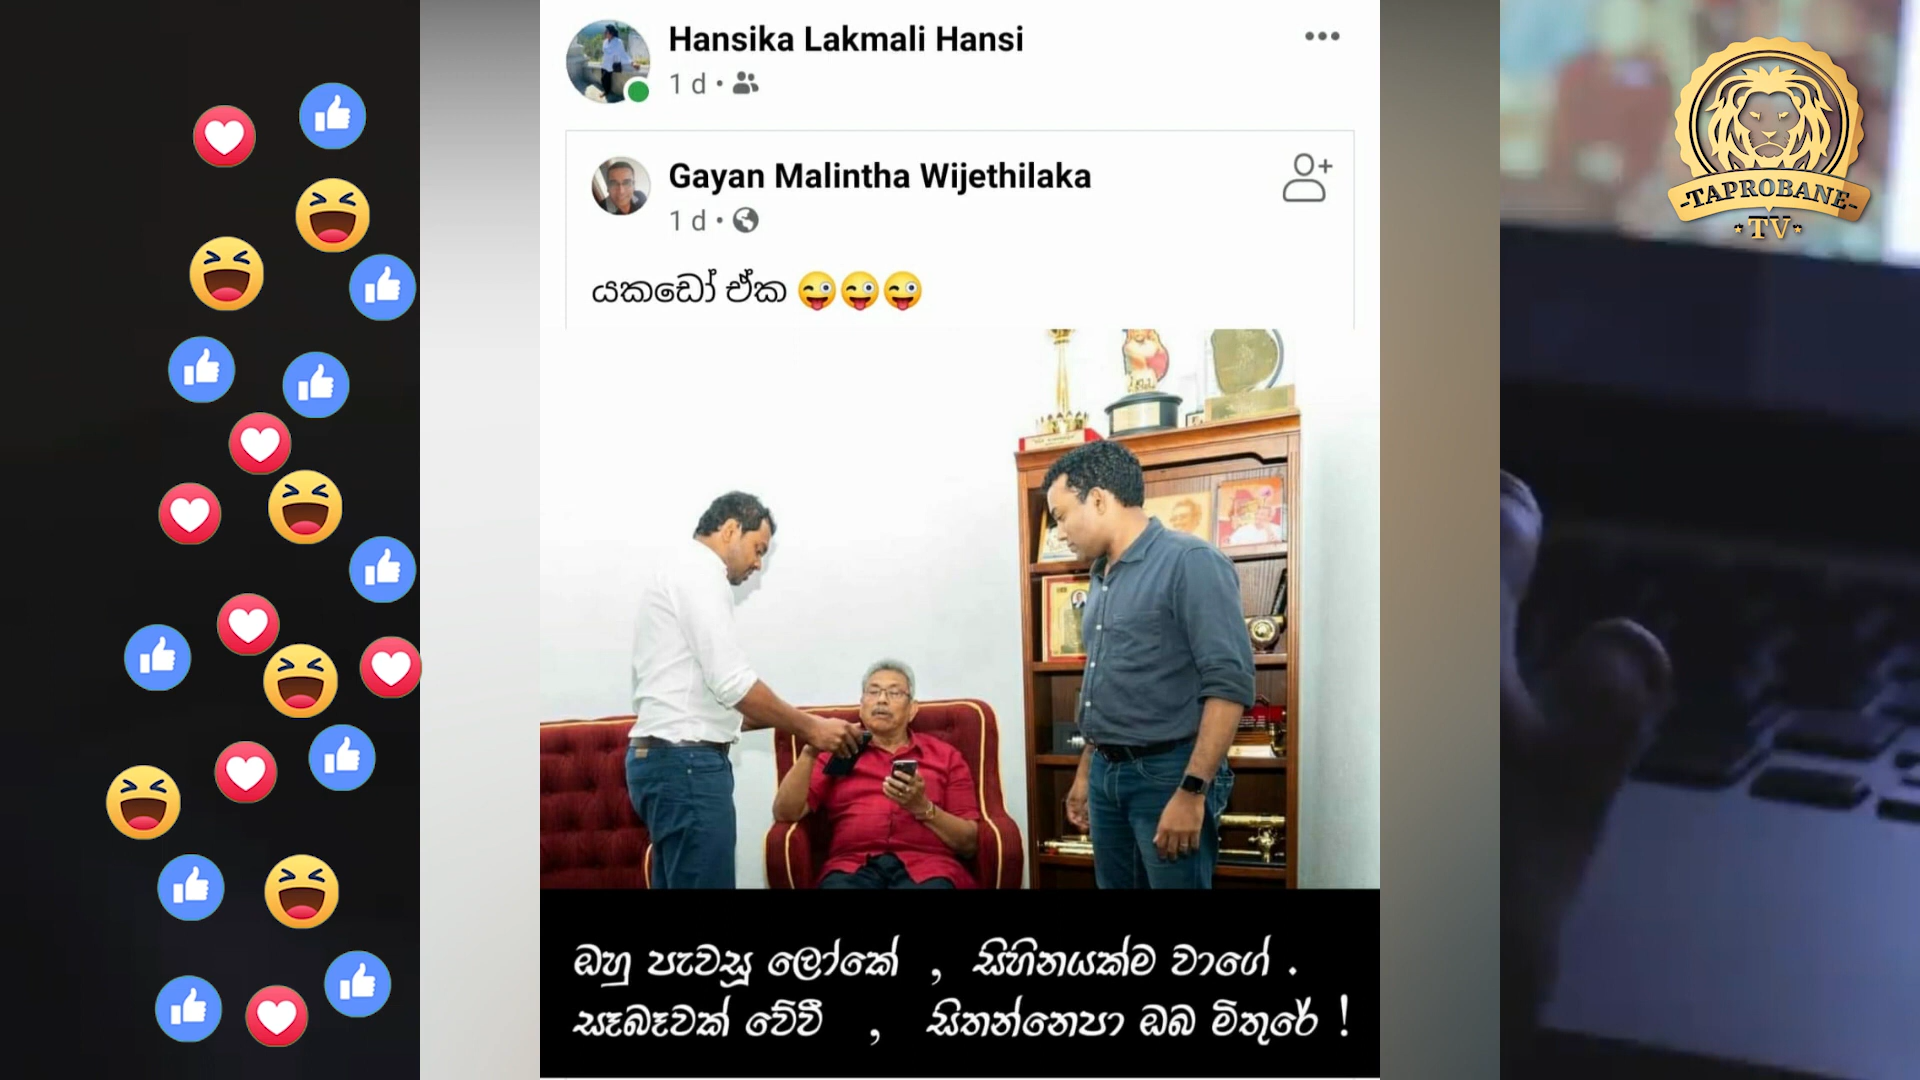 Hansika Lakmali Hansi
1 d
Gayan Malintha Wijethilaka
1 d
යකඩෝ ඒක 😜😜😜
ඔහු පැවසූ ලෝකේ , සිහිනයක්ම වාගේ .
සෑබෑවක් වේවී , සිතන්නෙපා ඔබ මිතුරේ !
-TAPROBANE-
TV